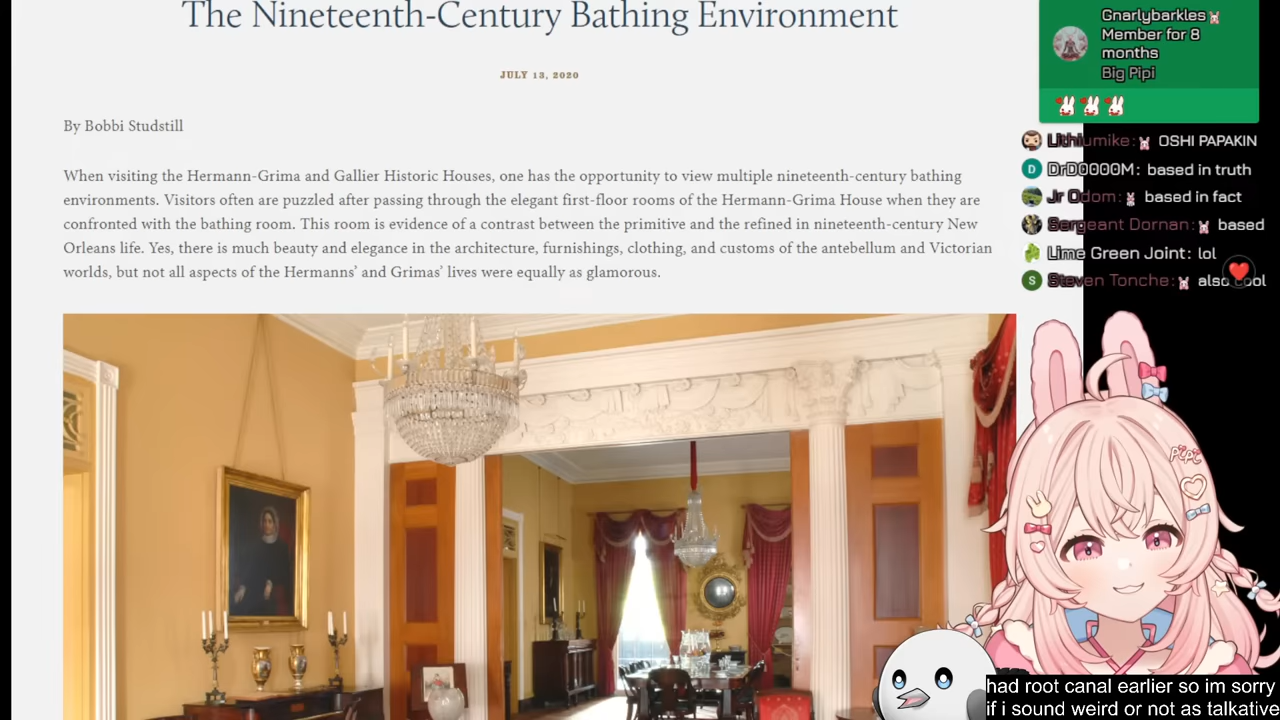 The Nineteenth-Century Bathing Environment
JULY 13, 2020
By Bobbi Studstill
When visiting the Hermann-Grima and Gallier Historic Houses, one has the opportunity to view multiple nineteenth-century bathing
environments. Visitors often are puzzled after passing through the elegant first-floor rooms of the Hermann-Grima House when they are
confronted with the bathing room. This room is evidence of a contrast between the primitive and the refined in nineteenth-century New
Orleans life. Yes, there is much beauty and elegance in the architecture, furnishings, clothing, and customs of the antebellum and Victorian
worlds, but not all aspects of the Hermanns’ and Grimas’ lives were equally as glamorous.
Gnarlybarkles
Member for 8
months
Big Pipi
Lithiumike: OSHI PAPAKIN
D DrD0000M: based in truth
Jr Odom: based in fact
Sergeant Dornan: based
Lime Green Joint: lol
S Steven Tonche: also cool
Pipi
had root canal earlier so im sorry
if i sound weird or not as talkative